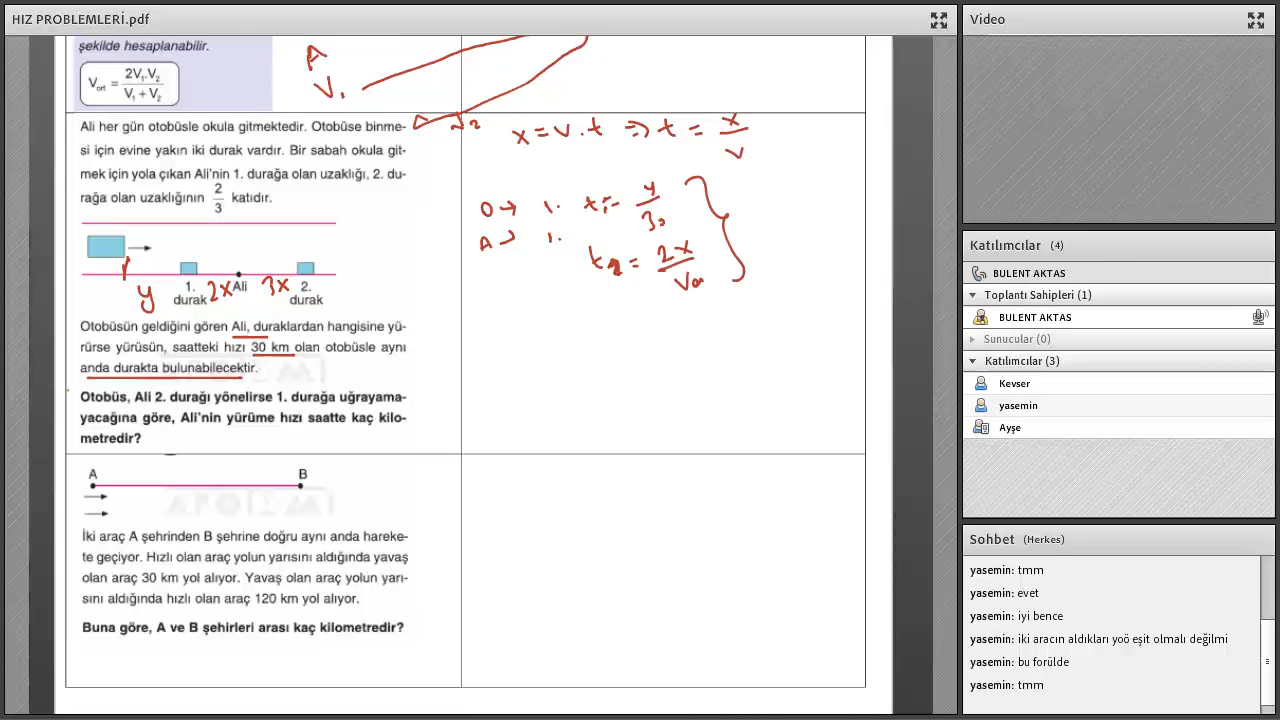 HIZ PROBLEMLERİ.pdf
şekilde hesaplanabilir.
Vort = 2V1.V2 / V1 + V2
A
V1
V2
Ali her gün otobüsle okula gitmektedir. Otobüse binme-
si için evine yakın iki durak vardır. Bir sabah okula git-
mek için yola çıkan Ali'nin 1. durağa olan uzaklığı, 2. du-
rağa olan uzaklığının 2/3 katıdır.
y
1. durak
2x
Ali
3x
2. durak
Otobüsün geldiğini gören Ali, duraklardan hangisine yü-
rürse yürüsün, saatteki hızı 30 km olan otobüsle aynı
anda durakta bulunabilecektir.
Otobüs, Ali 2. durağı yönelirse 1. durağa uğrayama-
yacağına göre, Ali'nin yürüme hızı saatte kaç kilo-
metredir?
x = v.t ⇒ t = x/v
O → 1. t1 = y/30
A → 1.
t2 = 2x/Va
A
B
İki araç A şehrinden B şehrine doğru aynı anda hareke-
te geçiyor. Hızlı olan araç yolun yarısını aldığında yavaş
olan araç 30 km yol alıyor. Yavaş olan araç yolun yarı-
sını aldığında hızlı olan araç 120 km yol alıyor.
Buna göre, A ve B şehirleri arası kaç kilometredir?
Video
Katılımcılar (4)
BULENT AKTAS
Toplantı Sahipleri (1)
BULENT AKTAS
Sunucular (0)
Katılımcılar (3)
Kevser
yasemin
Ayşe
Sohbet (Herkes)
yasemin: tmm
yasemin: evet
yasemin: iyi bence
yasemin: iki aracın aldıkları yoö eşit olmalı değilmi
yasemin: bu forülde
yasemin: tmm